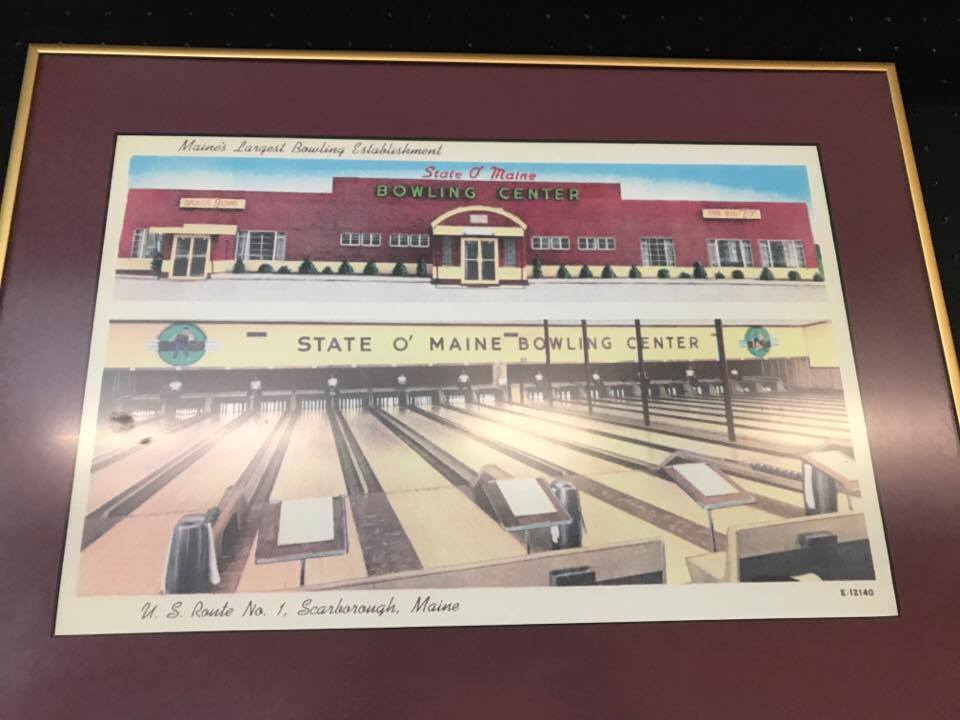 Maine's Largest Bowling Establishment
State O' Maine
BOWLING CENTER
STATE O' MAINE BOWLING CENTER
U. S. Route No. 1, Scarborough, Maine
E-12140